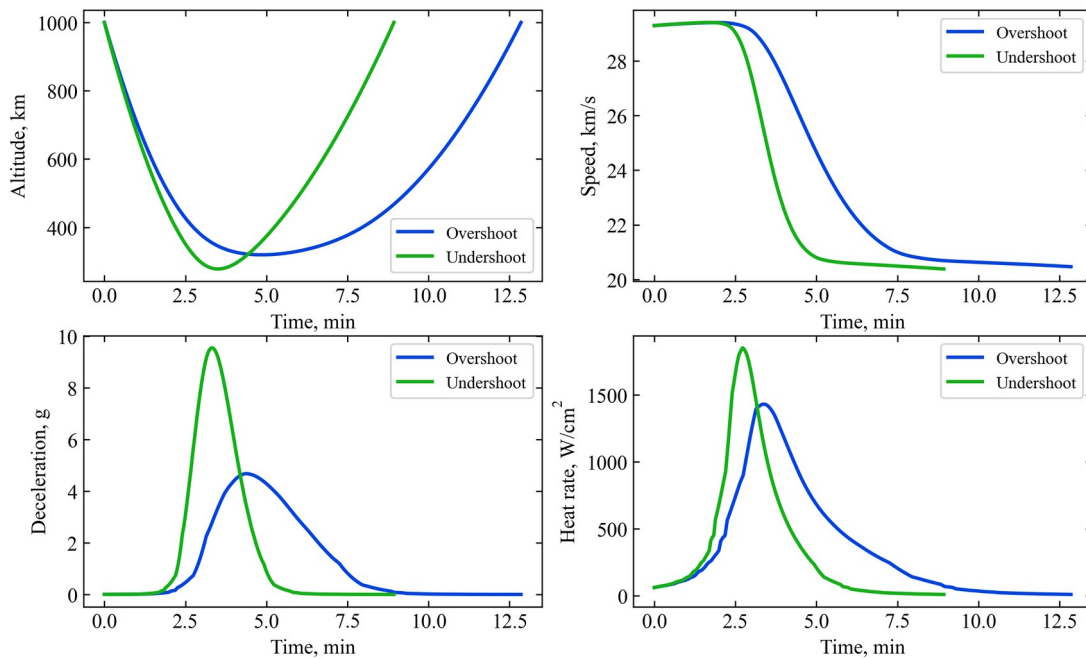 1000
800
600
400
0.0 2.5 5.0 7.5 10.0 12.5
Time, min
Altitude, km
Overshoot
Undershoot
28
26
24
22
20
0.0 2.5 5.0 7.5 10.0 12.5
Time, min
Speed, km/s
Overshoot
Undershoot
10
8
6
4
2
0
0.0 2.5 5.0 7.5 10.0 12.5
Time, min
Deceleration, g
Overshoot
Undershoot
1500
1000
500
0
0.0 2.5 5.0 7.5 10.0 12.5
Time, min
Heat rate, W/cm²
Overshoot
Undershoot